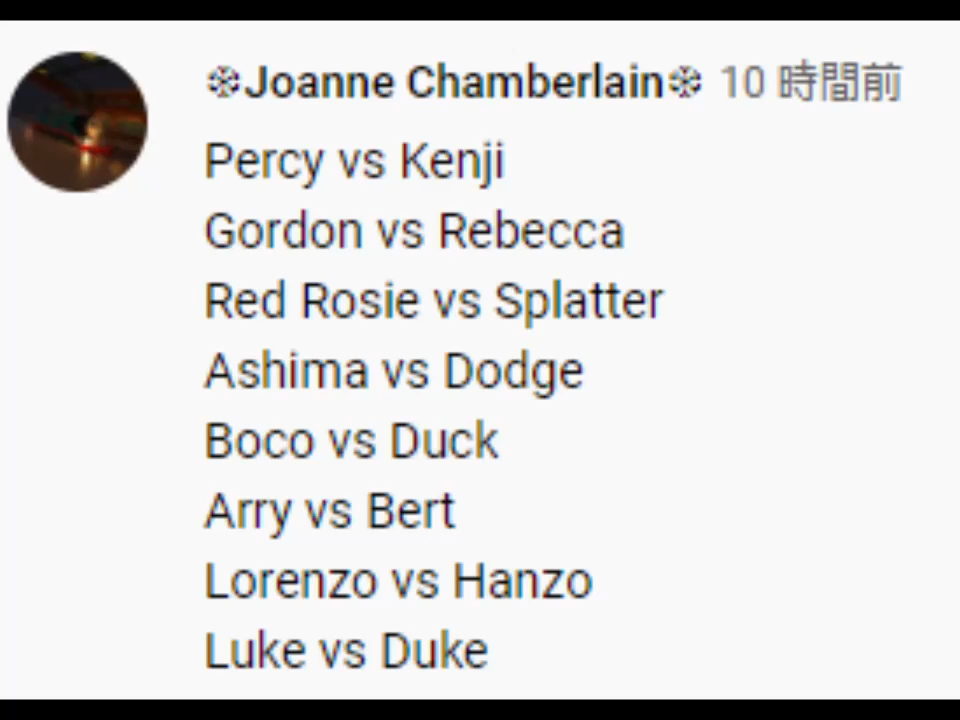 ❉Joanne Chamberlain❉ 10 時間前
Percy vs Kenji
Gordon vs Rebecca
Red Rosie vs Splatter
Ashima vs Dodge
Boco vs Duck
Arry vs Bert
Lorenzo vs Hanzo
Luke vs Duke